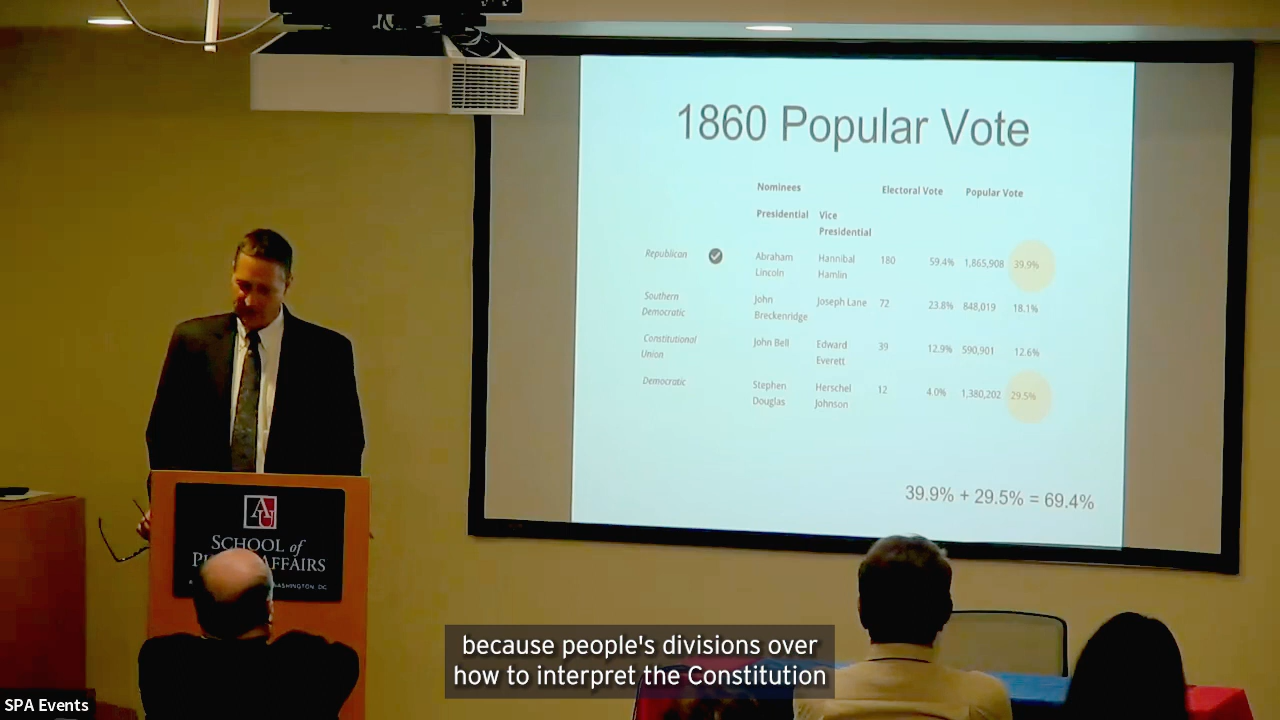 1860 Popular Vote
Nominees Electoral Vote Popular Vote
Presidential Vice
Presidential
Republican Abraham Hannibal 180 59.4% 1,865,908 39.9%
Lincoln Hamlin
Southern John Joseph Lane 72 23.8% 848,019 18.1%
Democratic Breckenridge
Constitutional John Bell Edward 39 12.9% 590,901 12.6%
Union Everett
Democratic Stephen Herschel 12 4.0% 1,380,202 29.5%
Douglas Johnson
39.9% + 29.5% = 69.4%
AU
SCHOOL of
AFFAIRS
WASHINGTON, DC
because people's divisions over
how to interpret the Constitution
SPA Events